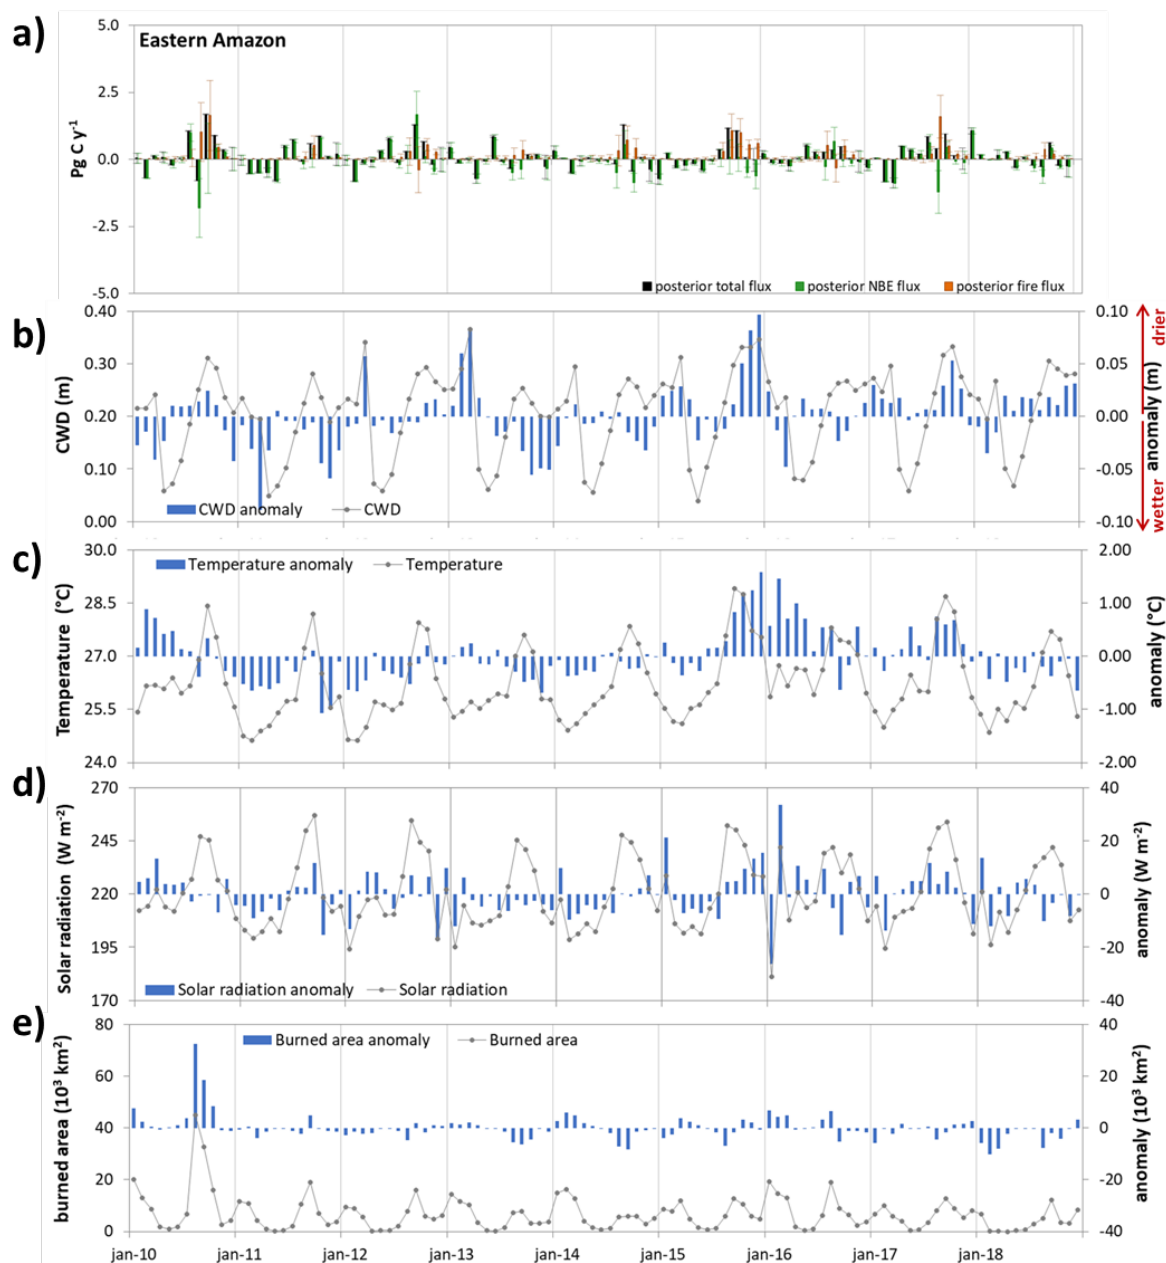 a)
Eastern Amazon
5.0
2.5
0.0
-2.5
-5.0
Pg C y⁻¹
posterior total flux posterior NBE flux posterior fire flux
b)
0.40
0.30
0.20
0.10
0.00
CWD (m)
0.10
0.05
0.00
-0.05
-0.10
anomaly (m)
drier
wetter
CWD anomaly CWD
c)
30.0
28.5
27.0
25.5
24.0
Temperature (°C)
2.00
1.00
0.00
-1.00
-2.00
anomaly (°C)
Temperature anomaly Temperature
d)
270
245
220
195
170
Solar radiation (W m⁻²)
40
20
0
-20
-40
anomaly (W m⁻²)
Solar radiation anomaly Solar radiation
e)
80
60
40
20
0
burned area (10³ km²)
40
20
0
-20
-40
anomaly (10³ km²)
Burned area anomaly Burned area
jan-10 jan-11 jan-12 jan-13 jan-14 jan-15 jan-16 jan-17 jan-18